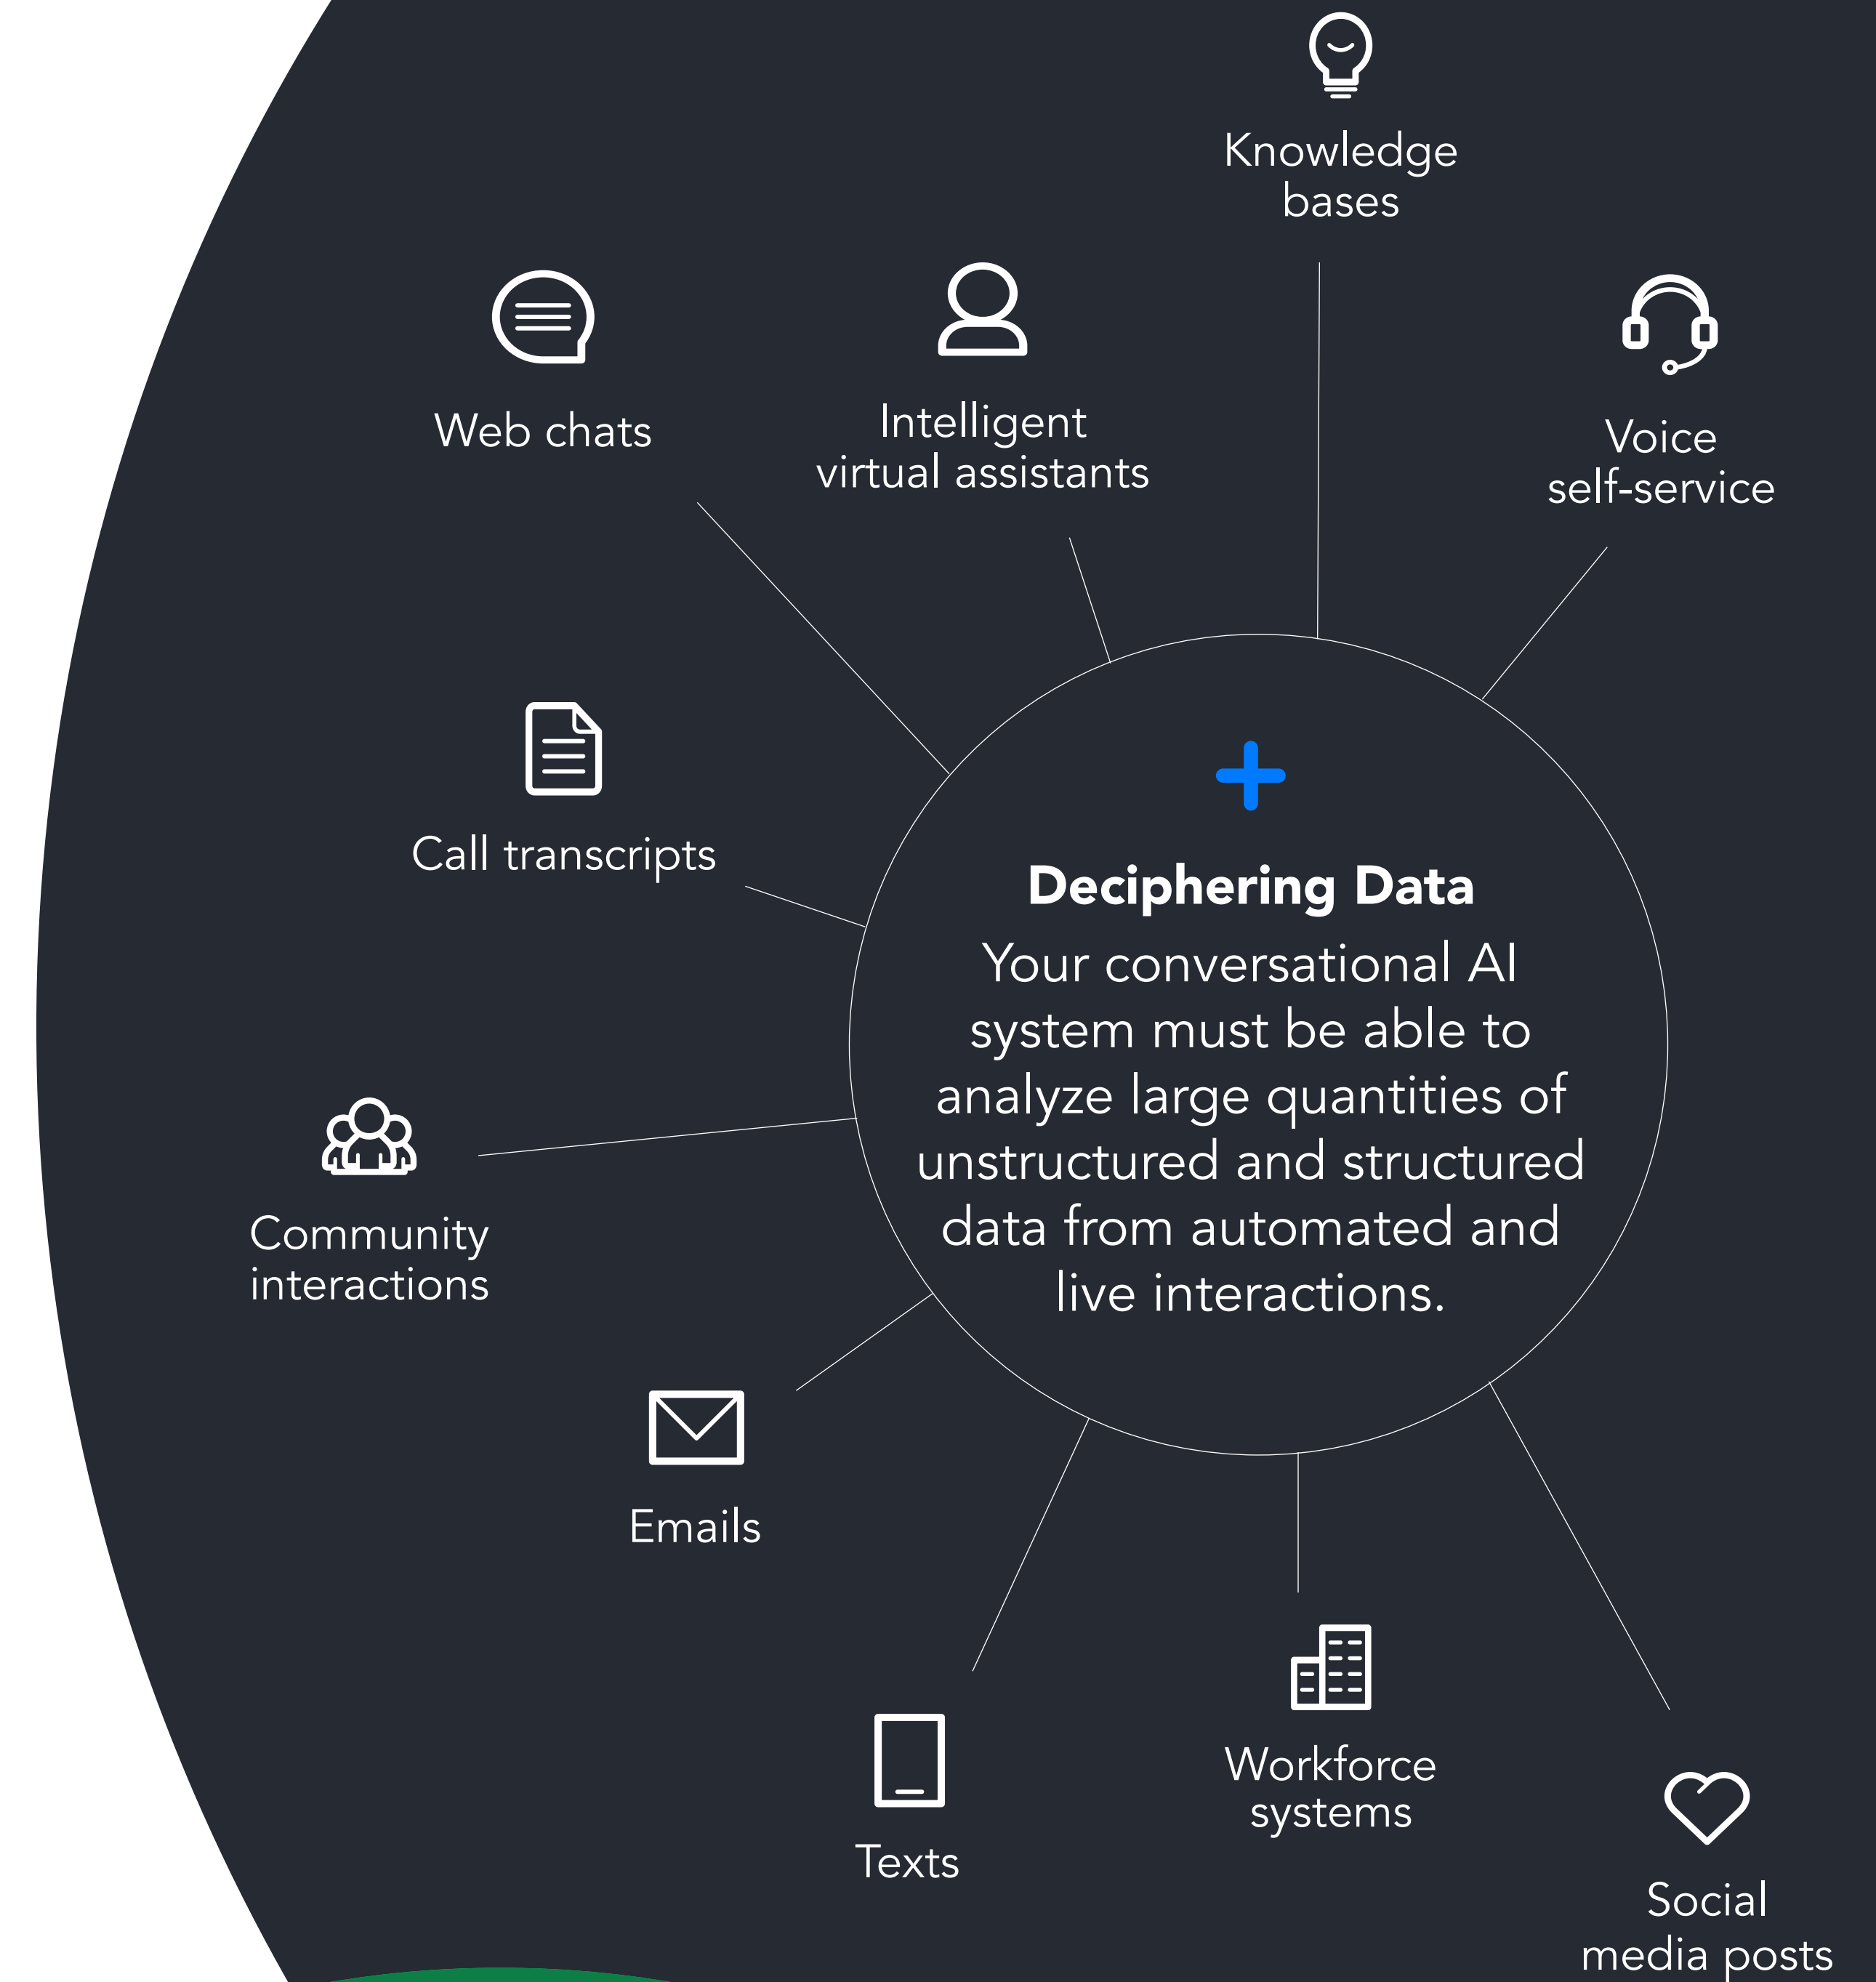 Knowledge
bases
Web chats
Intelligent
virtual assistants
Voice
self-service
Call transcripts
Deciphering Data
Your conversational AI
system must be able to
analyze large quantities of
unstructured and structured
data from automated and
live interactions.
Community
interactions
Emails
Texts
Workforce
systems
Social
media posts